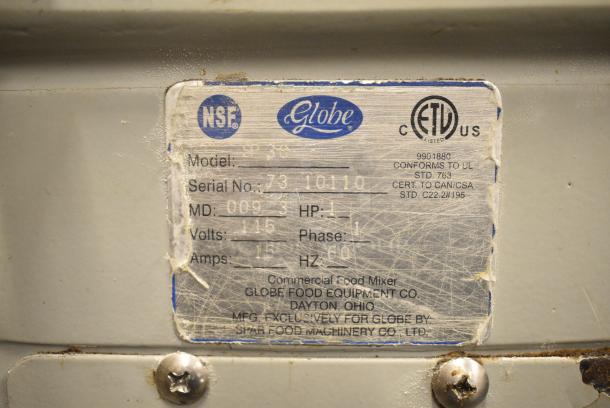 NSF®
Globe®
C ETL US
LISTED
9901880
CONFORMS TO UL
STD. 763
CERT. TO CAN/CSA
STD. C22.2#195
Model:
Serial No.: 73 10110
MD: 009 3 HP: 1
Volts: 115 Phase: 1
Amps: 15 HZ: 60
Commercial Food Mixer
GLOBE FOOD EQUIPMENT CO.
DAYTON, OHIO
MFG. EXCLUSIVELY FOR GLOBE BY:
SPAR FOOD MACHINERY CO., LTD.